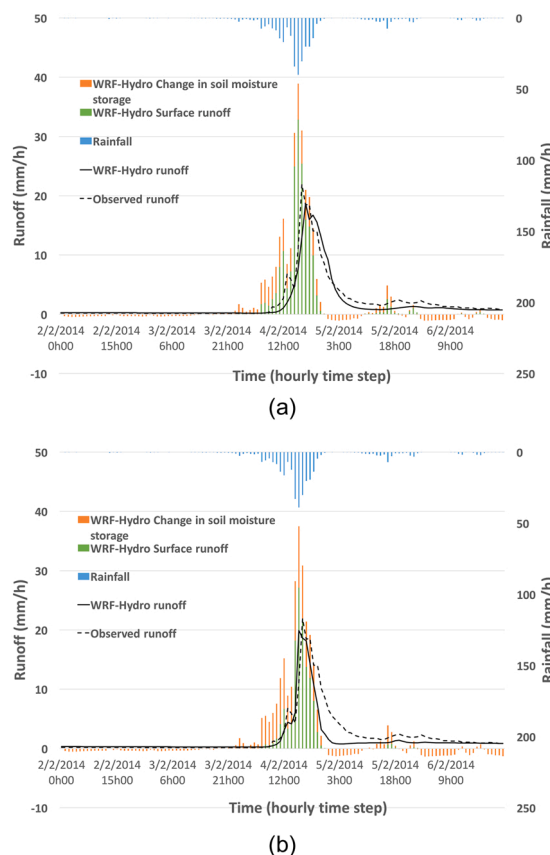 50
40
30
20
10
0
-10
Runoff (mm/h)
0
50
100
150
200
250
Rainfall (mm/h)
WRF-Hydro Change in soil moisture
storage
WRF-Hydro Surface runoff
Rainfall
WRF-Hydro runoff
Observed runoff
2/2/2014 2/2/2014 3/2/2014 3/2/2014 4/2/2014 5/2/2014 5/2/2014 6/2/2014
0h00 15h00 6h00 21h00 12h00 3h00 18h00 9h00
Time (hourly time step)
(a)
50
40
30
20
10
0
-10
Runoff (mm/h)
0
50
100
150
200
250
Rainfall (mm/h)
WRF-Hydro Change in soil moisture
storage
WRF-Hydro Surface runoff
Rainfall
WRF-Hydro runoff
Observed runoff
2/2/2014 2/2/2014 3/2/2014 3/2/2014 4/2/2014 5/2/2014 5/2/2014 6/2/2014
0h00 15h00 6h00 21h00 12h00 3h00 18h00 9h00
Time (hourly time step)
(b)